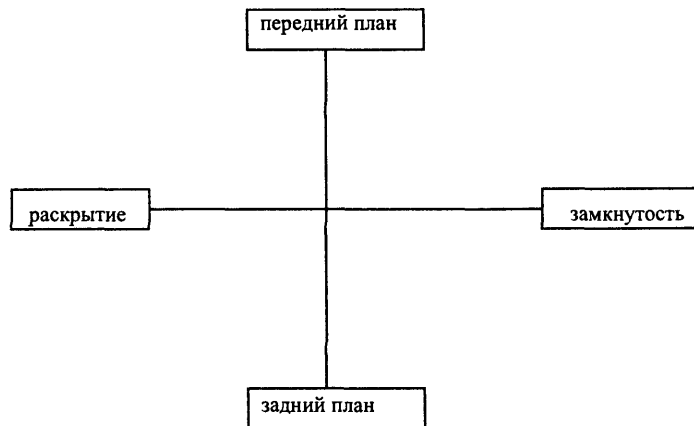 передний план
раскрытие
замкнутость
задний план